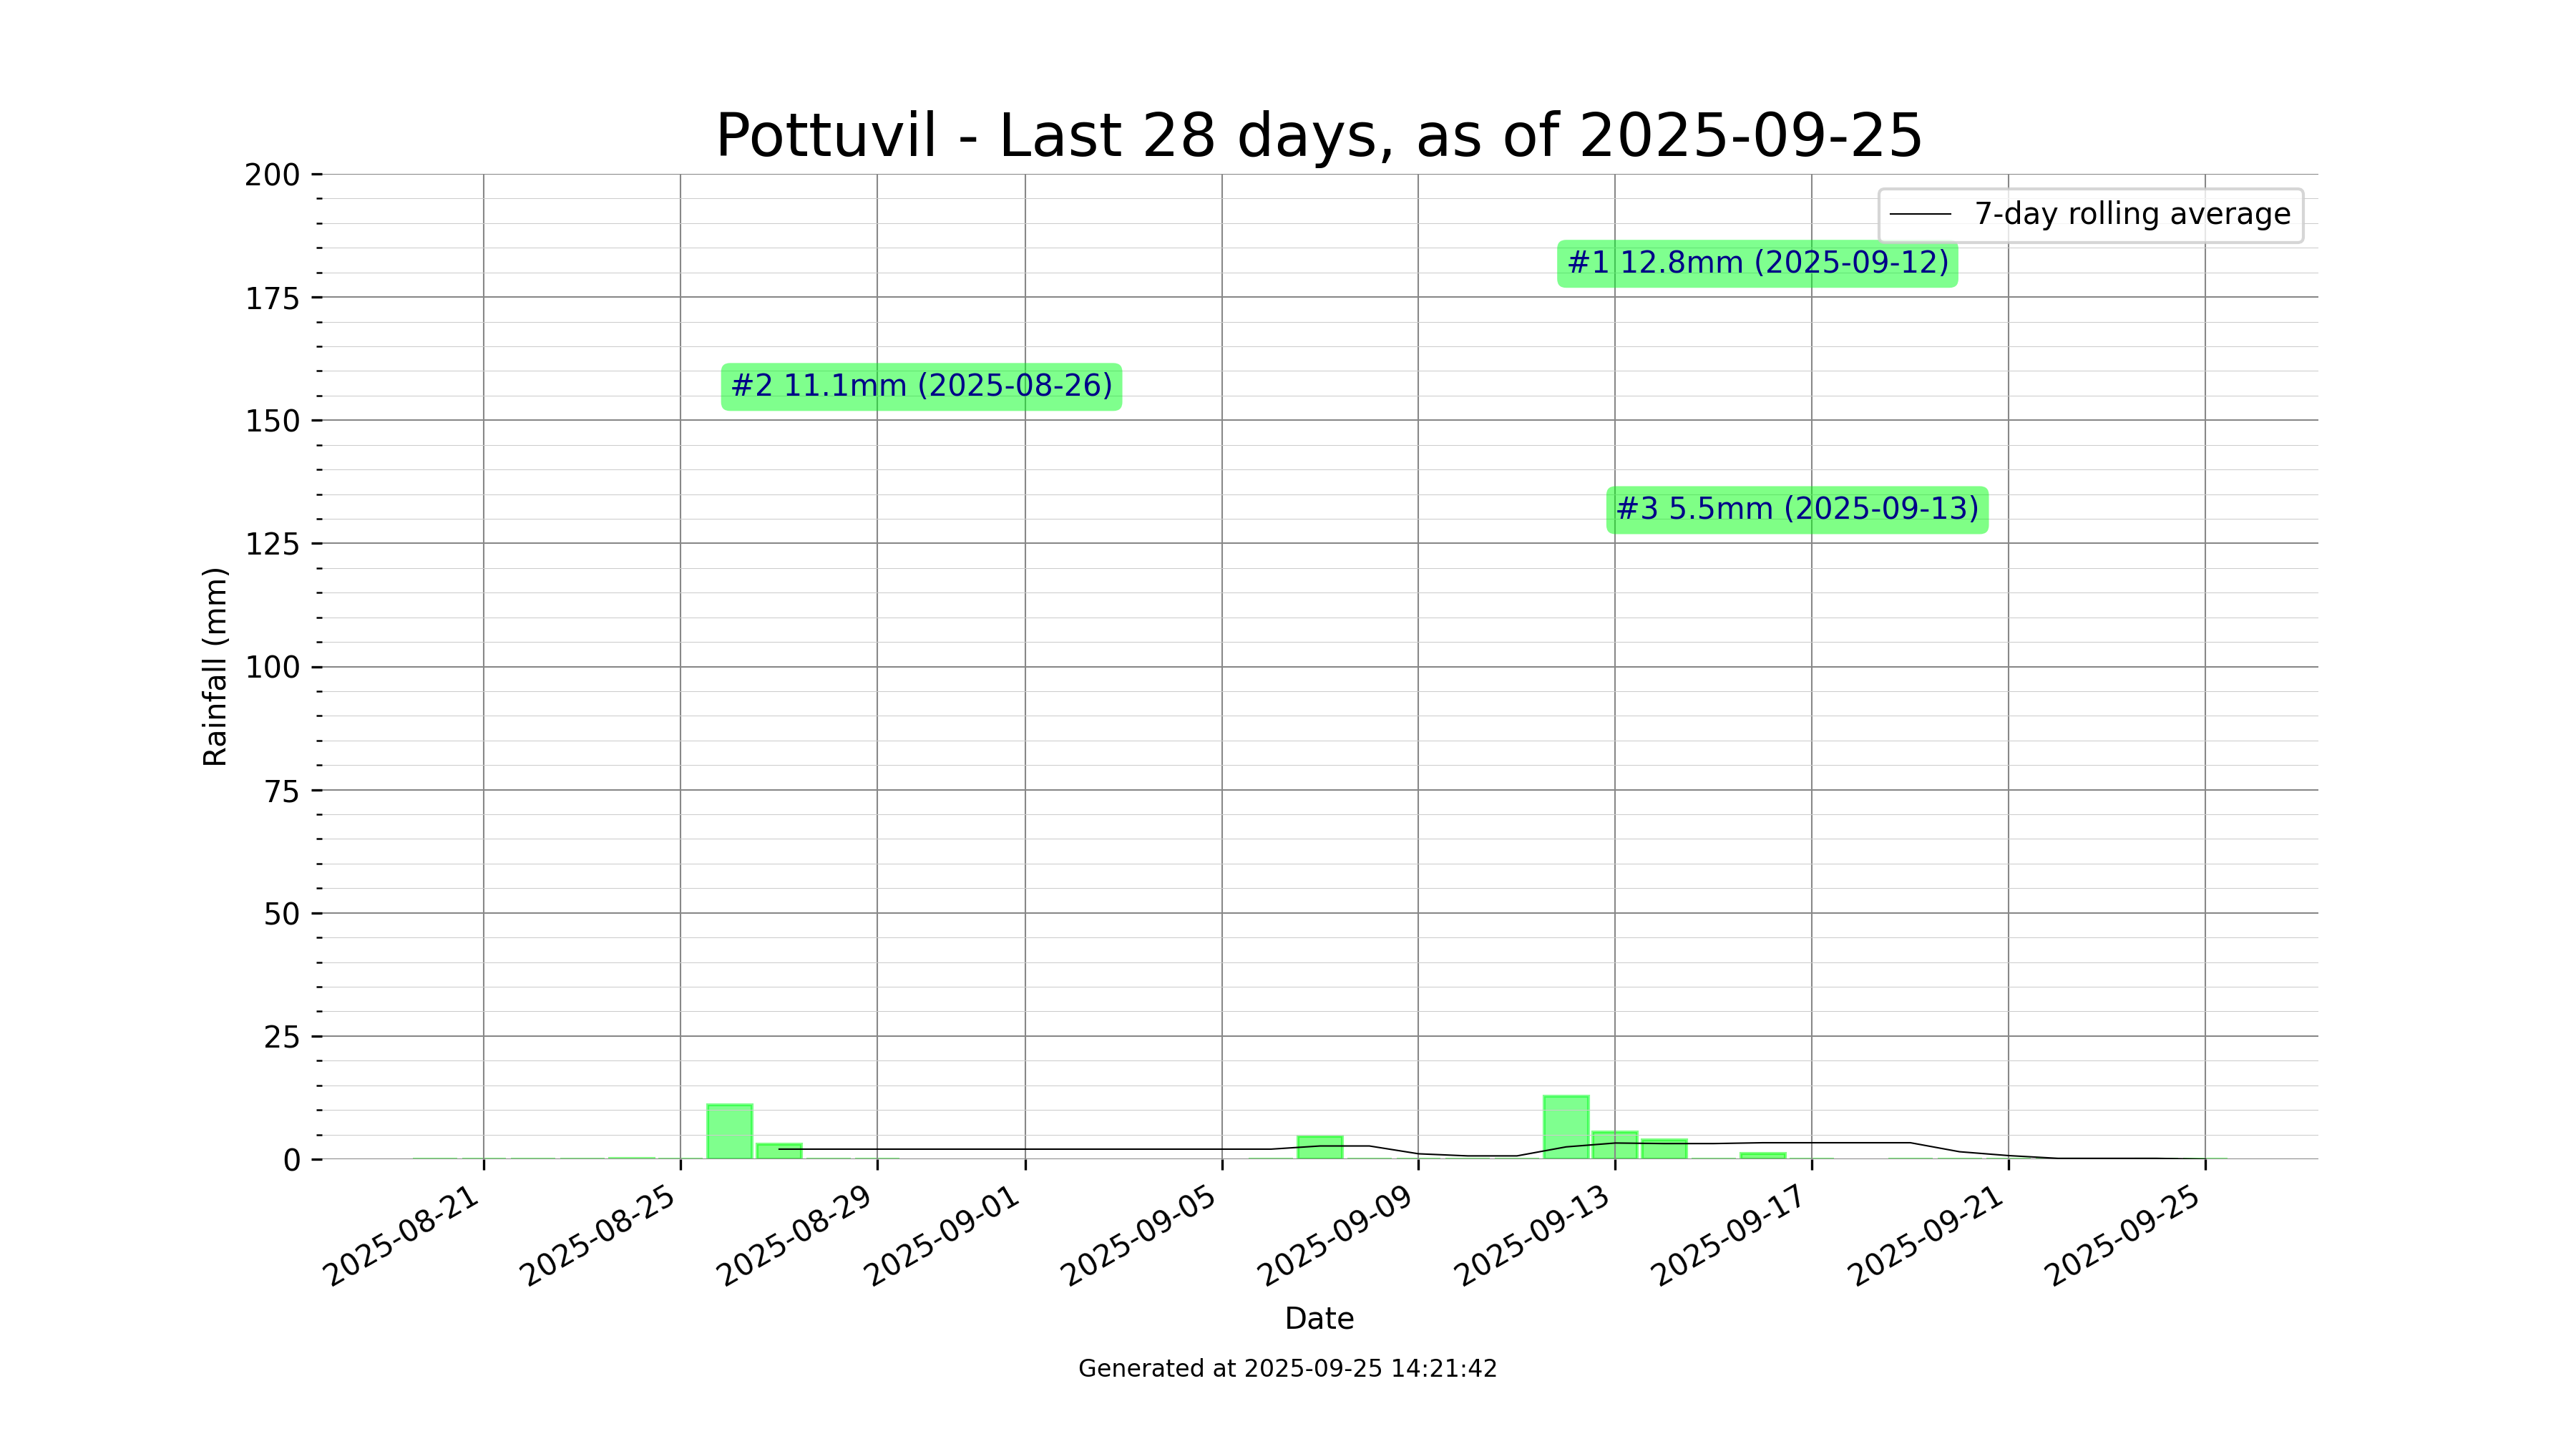 Pottuvil - Last 28 days, as of 2025-09-25
200
175
150
125
100
75
50
25
0
Rainfall (mm)
7-day rolling average
#1 12.8mm (2025-09-12)
#2 11.1mm (2025-08-26)
#3 5.5mm (2025-09-13)
2025-08-21
2025-08-25
2025-08-29
2025-09-01
2025-09-05
2025-09-09
2025-09-13
2025-09-17
2025-09-21
2025-09-25
Date
Generated at 2025-09-25 14:21:42